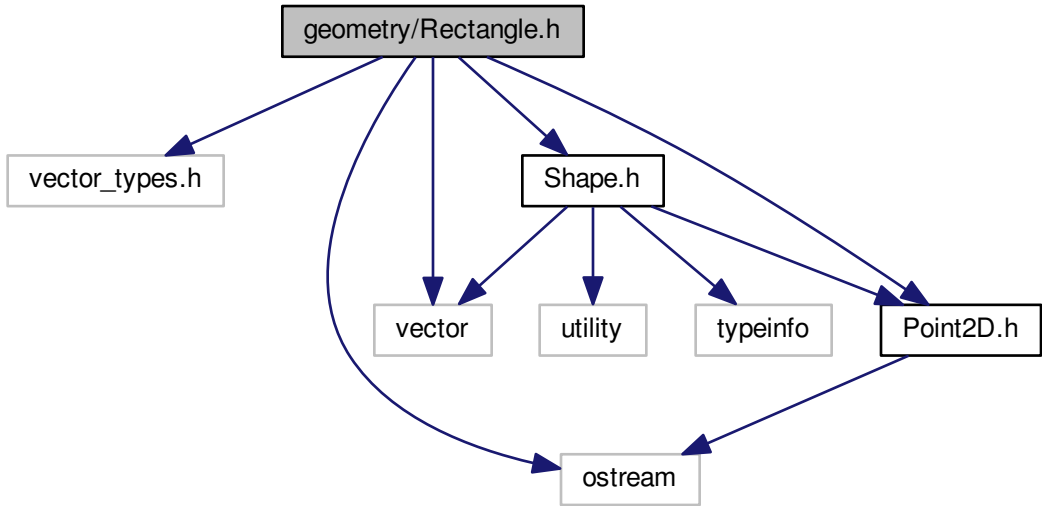 geometry/Rectangle.h
vector_types.h
Shape.h
vector
utility
typeinfo
Point2D.h
ostream